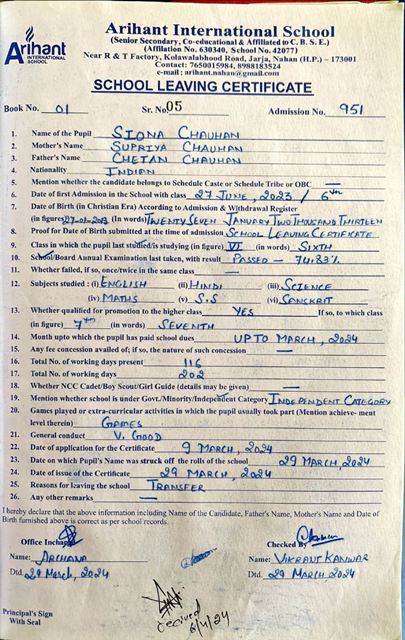 Arihant
INTERNATIONAL
SCHOOL
Arihant International School
(Senior Secondary, Co-educational & Affiliated to C. B. S. E.)
(Affilation No. 630340, School No. 42077)
Near R & T Factory, Kolawalabhood Road, Jarja, Nahan (H.P.) – 173001
Contact: 7650015984, 8988183524
e-mail : arihant.nahan@gmail.com
SCHOOL LEAVING CERTIFICATE
Book No. 01 Sr. No. 05 Admission No. 951
1. Name of the Pupil SIONA CHAUHAN
2. Mother's Name SUPRIYA CHAUHAN
3. Father's Name CHETAN CHAUHAN
4. Nationality INDIAN
5. Mention whether the candidate belongs to Schedule Caste or Schedule Tribe or OBC —
6. Date of first Admission in the School with class 27 JUNE, 2023 / 6th
7. Date of Birth (in Christian Era) According to Admission & Withdrawal Register
(in figure) 27-01-2013 (In words) TWENTY SEVEN JANUARY TWO THOUSAND THIRTEEN
8. Proof for Date of Birth submitted at the time of admission SCHOOL LEAVING CERTIFICATE
9. Class in which the pupil last studied/is studying (in figure) VI (in words) SIXTH
10. School/Board Annual Examination last taken, with result PASSED – 74.83%
11. Whether failed, if so, once/twice in the same class —
12. Subjects studied : (i) ENGLISH (ii) HINDI (iii) SCIENCE
(iv) MATHS (v) S.S (vi) SANSKRIT
13. Whether qualified for promotion to the higher class YES If so, to which class
(in figure) 7th (in words) SEVENTH
14. Month upto which the pupil has paid school dues UPTO MARCH, 2024
15. Any fee concession availed of; if so, the nature of such concession —
16. Total No. of working days present 116
17. Total No. of working days 202
18. Whether NCC Cadet/Boy Scout/Girl Guide (details may be given) —
19. Mention whether school is under Govt./Minority/Independent Category INDEPENDENT CATEGORY
20. Games played or extra-curricular activities in which the pupil usually took part (Mention achieve- ment
level therein) GAMES
21. General conduct V. GOOD
22. Date of application for the Certificate 9 MARCH, 2024
23. Date on which Pupil's Name was struck off the rolls of the school 29 MARCH, 2024
24. Date of issue of the Certificate 29 MARCH, 2024
25. Reasons for leaving the school TRANSFER
26. Any other remarks —
I hereby declare that the above information including Name of the Candidate, Father's Name, Mother's Name and Date of
Birth furnished above is correct as per school records.
Office Incharge Checked By
Name: ARCHANA Name: VIKRANT KANWAR
Dtd. 29 March, 2024 Dtd. 29 MARCH 2024
6/4/24
Principal's Sign
With Seal